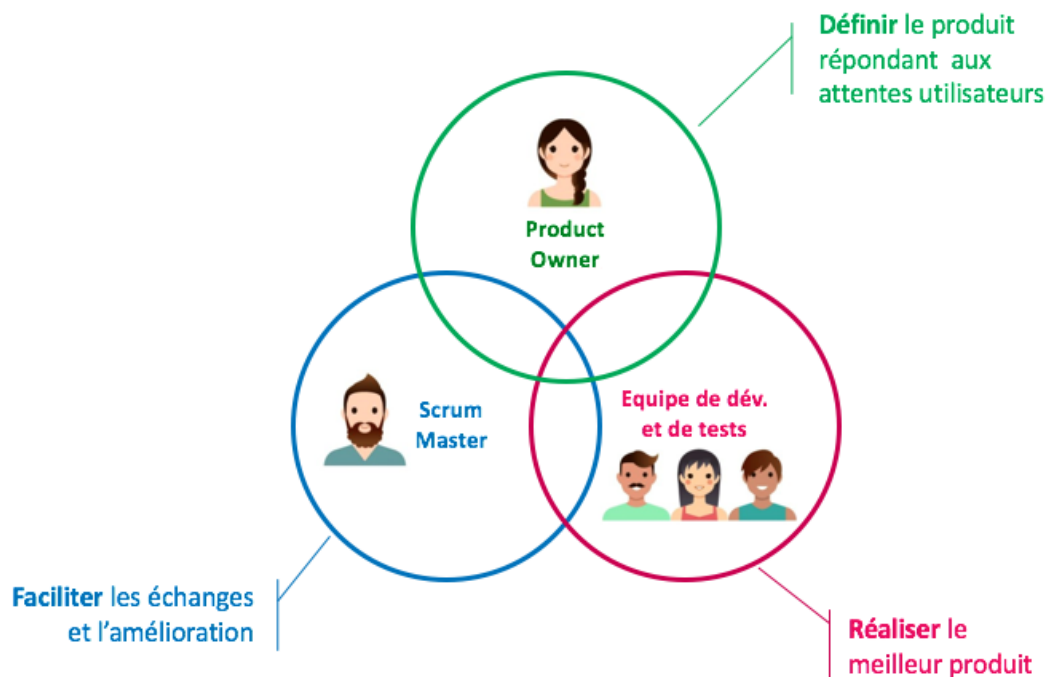 Définir le produit
répondant aux
attentes utilisateurs
Product
Owner
Scrum
Master
Equipe de dév.
et de tests
Faciliter les échanges
et l'amélioration
Réaliser le
meilleur produit